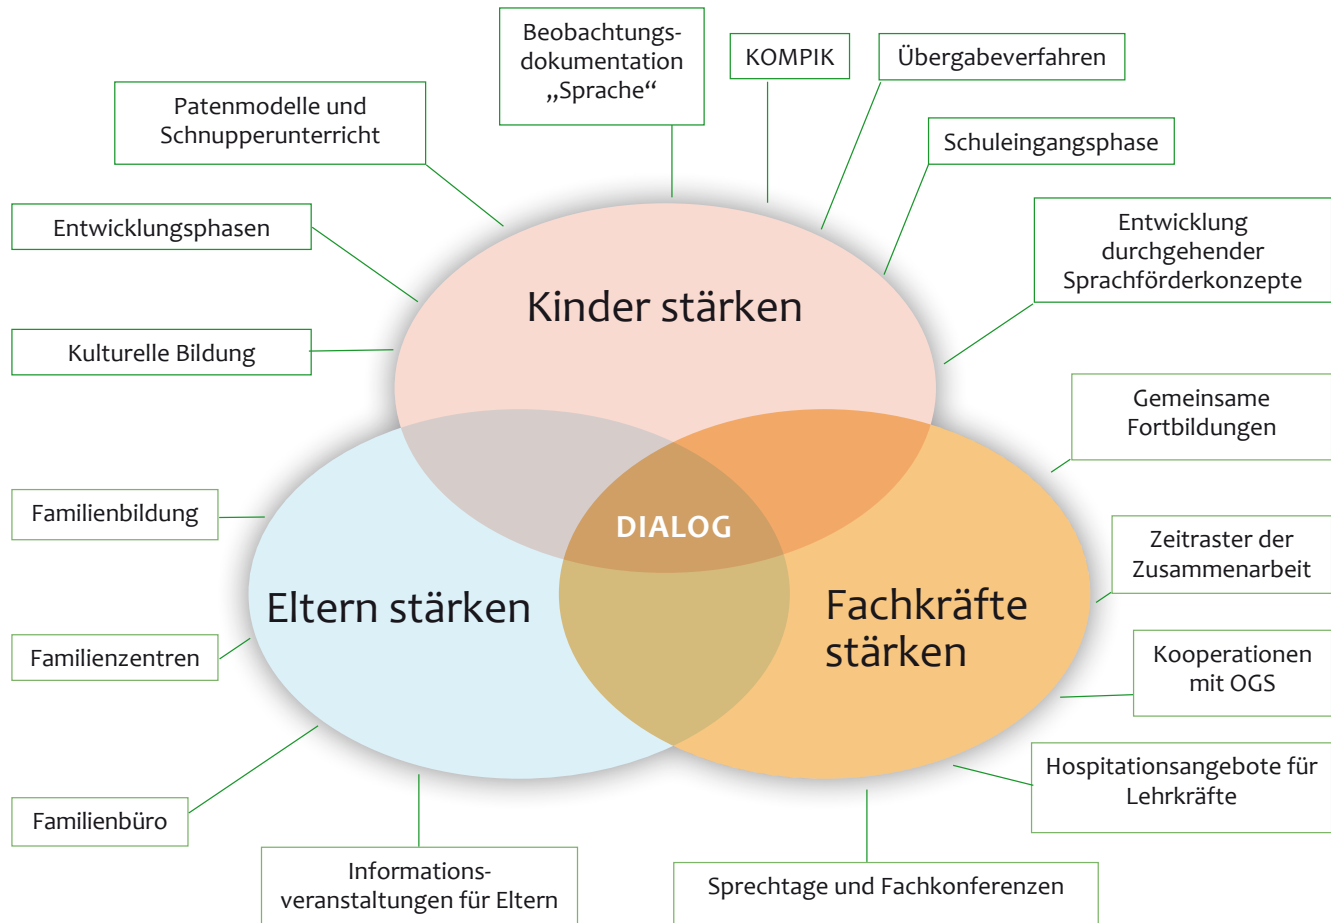 Beobachtungs-
dokumentation
„Sprache“
KOMPIK
Übergabeverfahren
Patenmodelle und
Schnupperunterricht
Schuleingangsphase
Entwicklungsphasen
Entwicklung
durchgehender
Sprachförderkonzepte
Kinder stärken
Kulturelle Bildung
Gemeinsame
Fortbildungen
Familienbildung
DIALOG
Zeitraster der
Zusammenarbeit
Eltern stärken
Fachkräfte
stärken
Familienzentren
Kooperationen
mit OGS
Hospitationsangebote für
Lehrkräfte
Familienbüro
Informations-
veranstaltungen für Eltern
Sprechtage und Fachkonferenzen